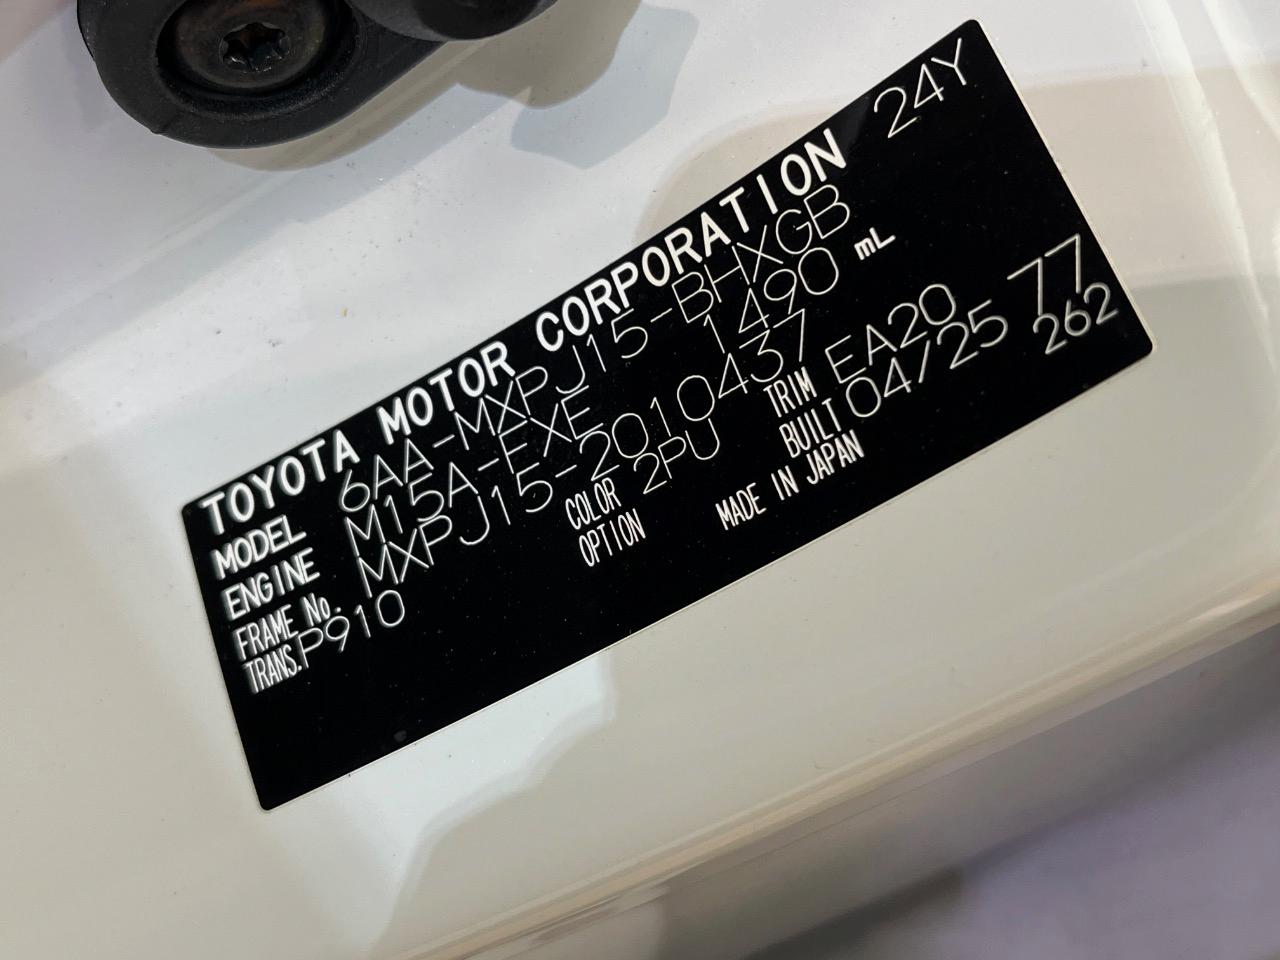 TOYOTA MOTOR CORPORATION 24Y
MODEL 6AA-MXPJ15-BHXGB
ENGINE M15A-FXE 1490 mL
FRAME No. MXPJ15-2010437
TRANS. P910 COLOR 2PU TRIM EA20 77
OPTION BUILT 04/25 262
MADE IN JAPAN